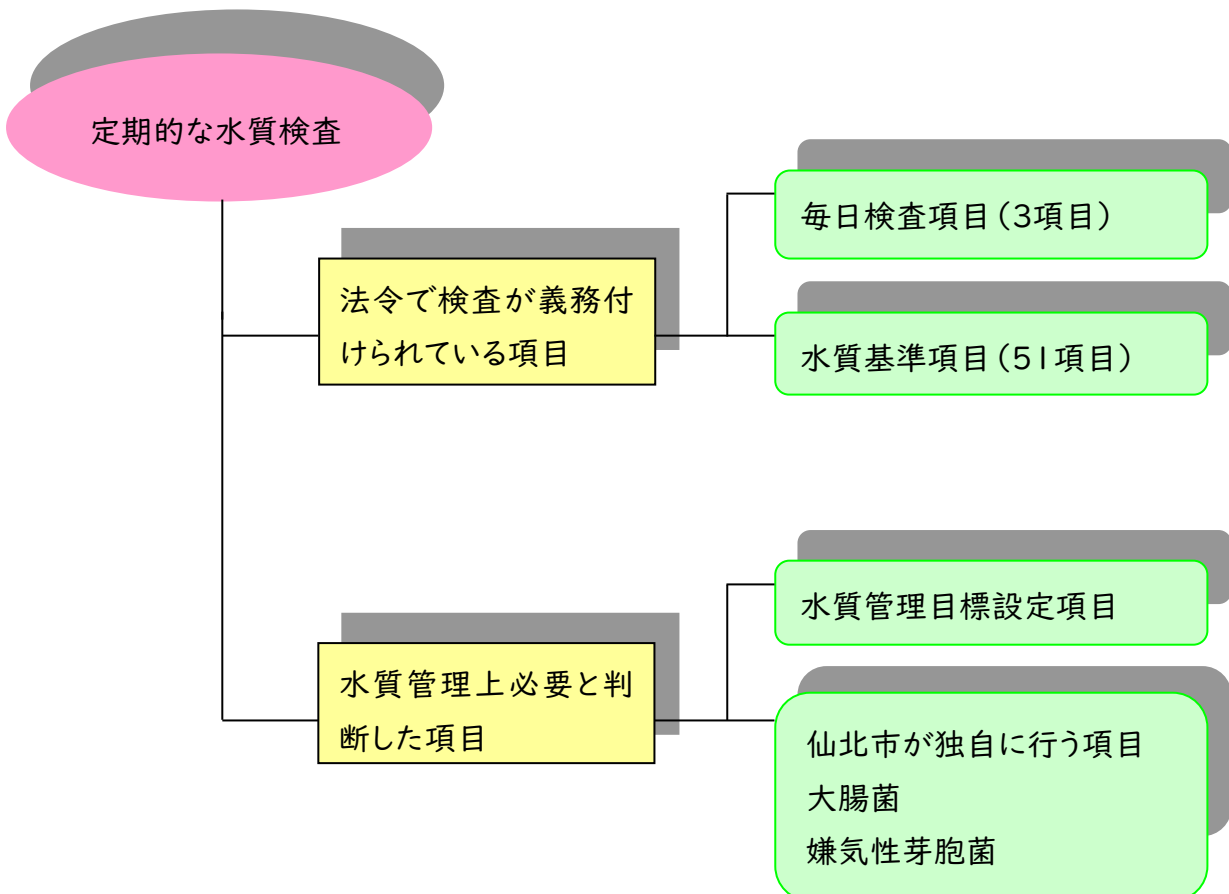 定期的な水質検査
毎日検査項目（3項目）
法令で検査が義務付
けられている項目
水質基準項目（51項目）
水質管理目標設定項目
水質管理上必要と判
断した項目
仙北市が独自に行う項目
大腸菌
嫌気性芽胞菌